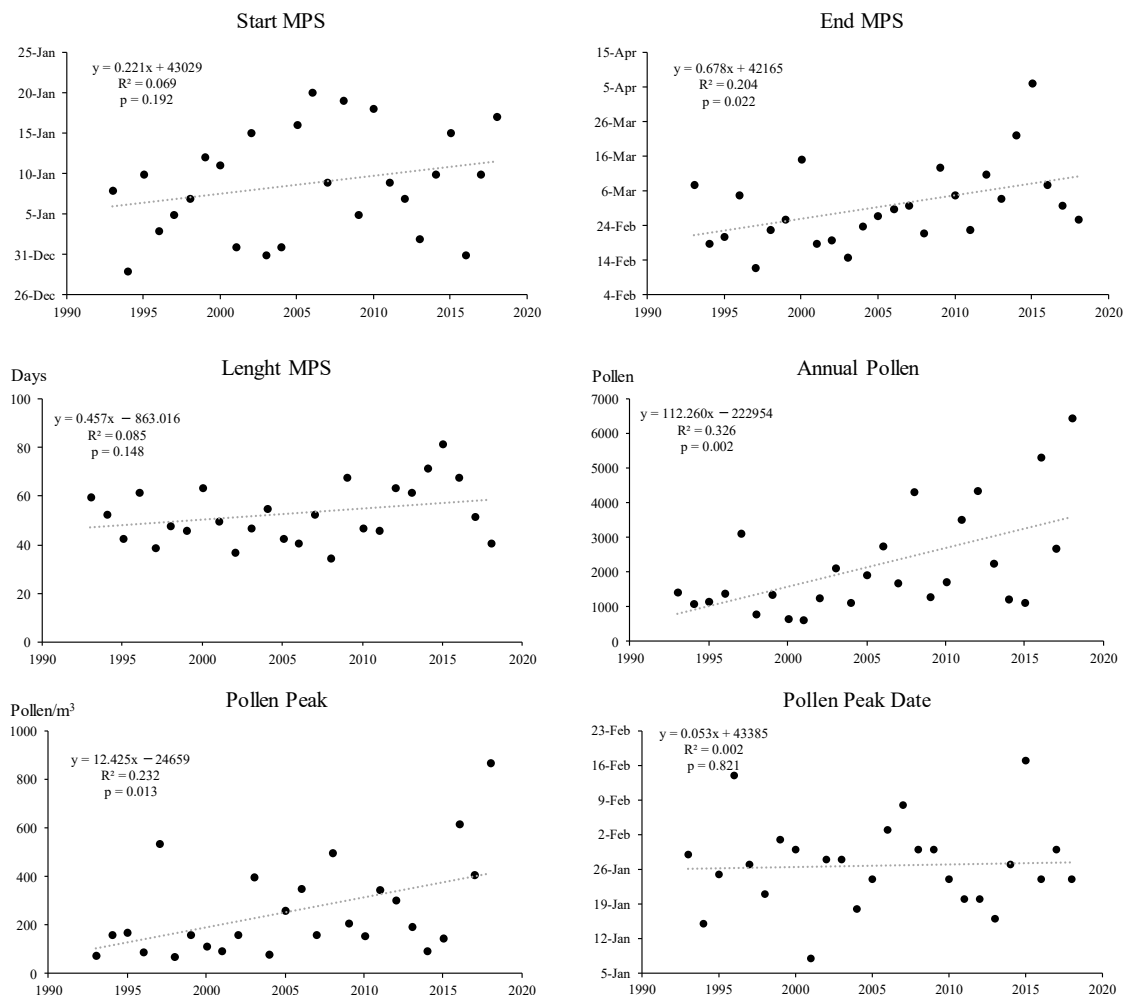 Start MPS
25-Jan
20-Jan
15-Jan
10-Jan
5-Jan
31-Dec
26-Dec
y = 0.221x + 43029
R² = 0.069
p = 0.192
1990 1995 2000 2005 2010 2015 2020
End MPS
15-Apr
5-Apr
26-Mar
16-Mar
6-Mar
24-Feb
14-Feb
4-Feb
y = 0.678x + 42165
R² = 0.204
p = 0.022
1990 1995 2000 2005 2010 2015 2020
Lenght MPS
Days
100
80
60
40
20
0
y = 0.457x − 863.016
R² = 0.085
p = 0.148
1990 1995 2000 2005 2010 2015 2020
Annual Pollen
Pollen
7000
6000
5000
4000
3000
2000
1000
0
y = 112.260x − 222954
R² = 0.326
p = 0.002
1990 1995 2000 2005 2010 2015 2020
Pollen Peak
Pollen/m³
1000
800
600
400
200
0
y = 12.425x − 24659
R² = 0.232
p = 0.013
1990 1995 2000 2005 2010 2015 2020
Pollen Peak Date
23-Feb
16-Feb
9-Feb
2-Feb
26-Jan
19-Jan
12-Jan
5-Jan
y = 0.053x + 43385
R² = 0.002
p = 0.821
1990 1995 2000 2005 2010 2015 2020